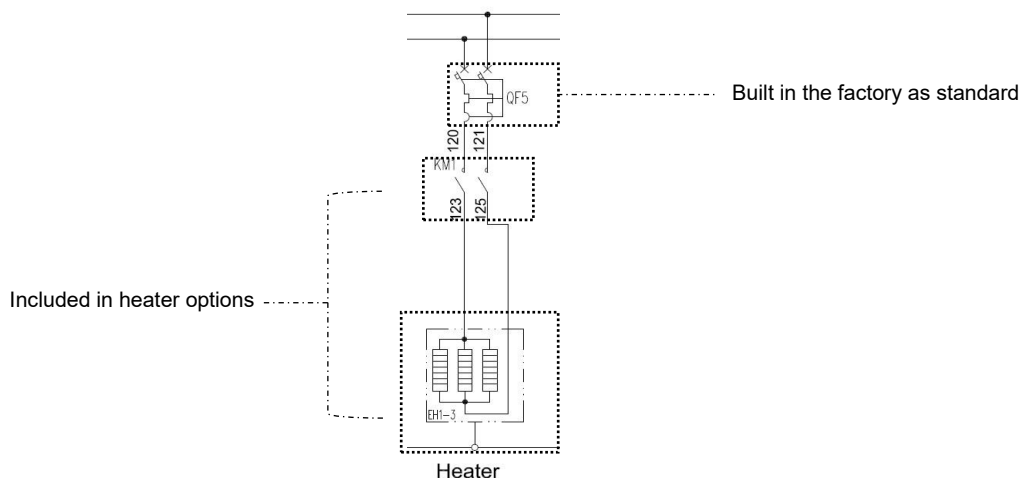 QF5
Built in the factory as standard
120
121
KM1
123
125
Included in heater options
EH1-3
Heater